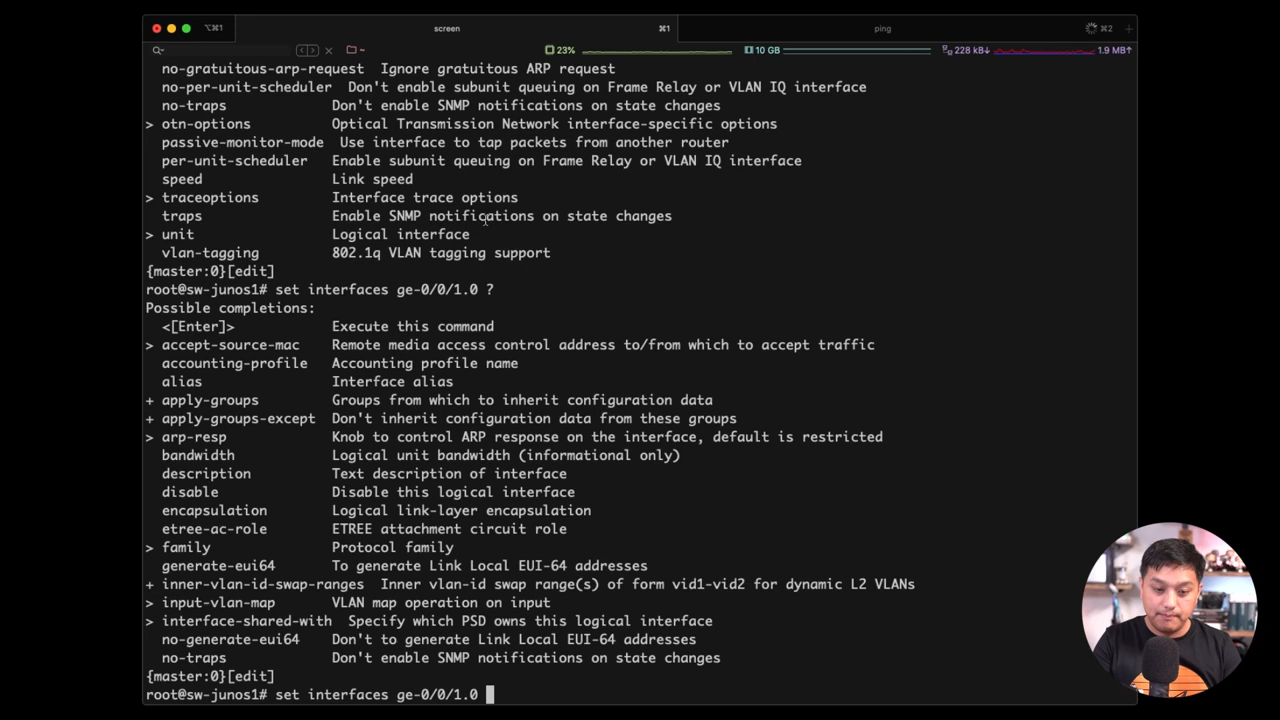 ⌥⌘1
screen
⌘1
ping
⌘2
23%
10 GB
228 kB↓
1.9 MB↑
~
no-gratuitous-arp-request  Ignore gratuitous ARP request
no-per-unit-scheduler  Don't enable subunit queuing on Frame Relay or VLAN IQ interface
no-traps             Don't enable SNMP notifications on state changes
> otn-options          Optical Transmission Network interface-specific options
passive-monitor-mode  Use interface to tap packets from another router
per-unit-scheduler   Enable subunit queuing on Frame Relay or VLAN IQ interface
speed                Link speed
> traceoptions         Interface trace options
traps                Enable SNMP notifications on state changes
> unit                 Logical interface
vlan-tagging         802.1q VLAN tagging support
{master:0}[edit]
root@sw-junos1# set interfaces ge-0/0/1.0 ?
Possible completions:
<[Enter]>            Execute this command
> accept-source-mac    Remote media access control address to/from which to accept traffic
accounting-profile   Accounting profile name
alias                Interface alias
+ apply-groups         Groups from which to inherit configuration data
+ apply-groups-except  Don't inherit configuration data from these groups
> arp-resp             Knob to control ARP response on the interface, default is restricted
bandwidth            Logical unit bandwidth (informational only)
description          Text description of interface
disable              Disable this logical interface
encapsulation        Logical link-layer encapsulation
etree-ac-role        ETREE attachment circuit role
> family               Protocol family
generate-eui64       To generate Link Local EUI-64 addresses
+ inner-vlan-id-swap-ranges  Inner vlan-id swap range(s) of form vid1-vid2 for dynamic L2 VLANs
> input-vlan-map       VLAN map operation on input
> interface-shared-with  Specify which PSD owns this logical interface
no-generate-eui64    Don't to generate Link Local EUI-64 addresses
no-traps             Don't enable SNMP notifications on state changes
{master:0}[edit]
root@sw-junos1# set interfaces ge-0/0/1.0